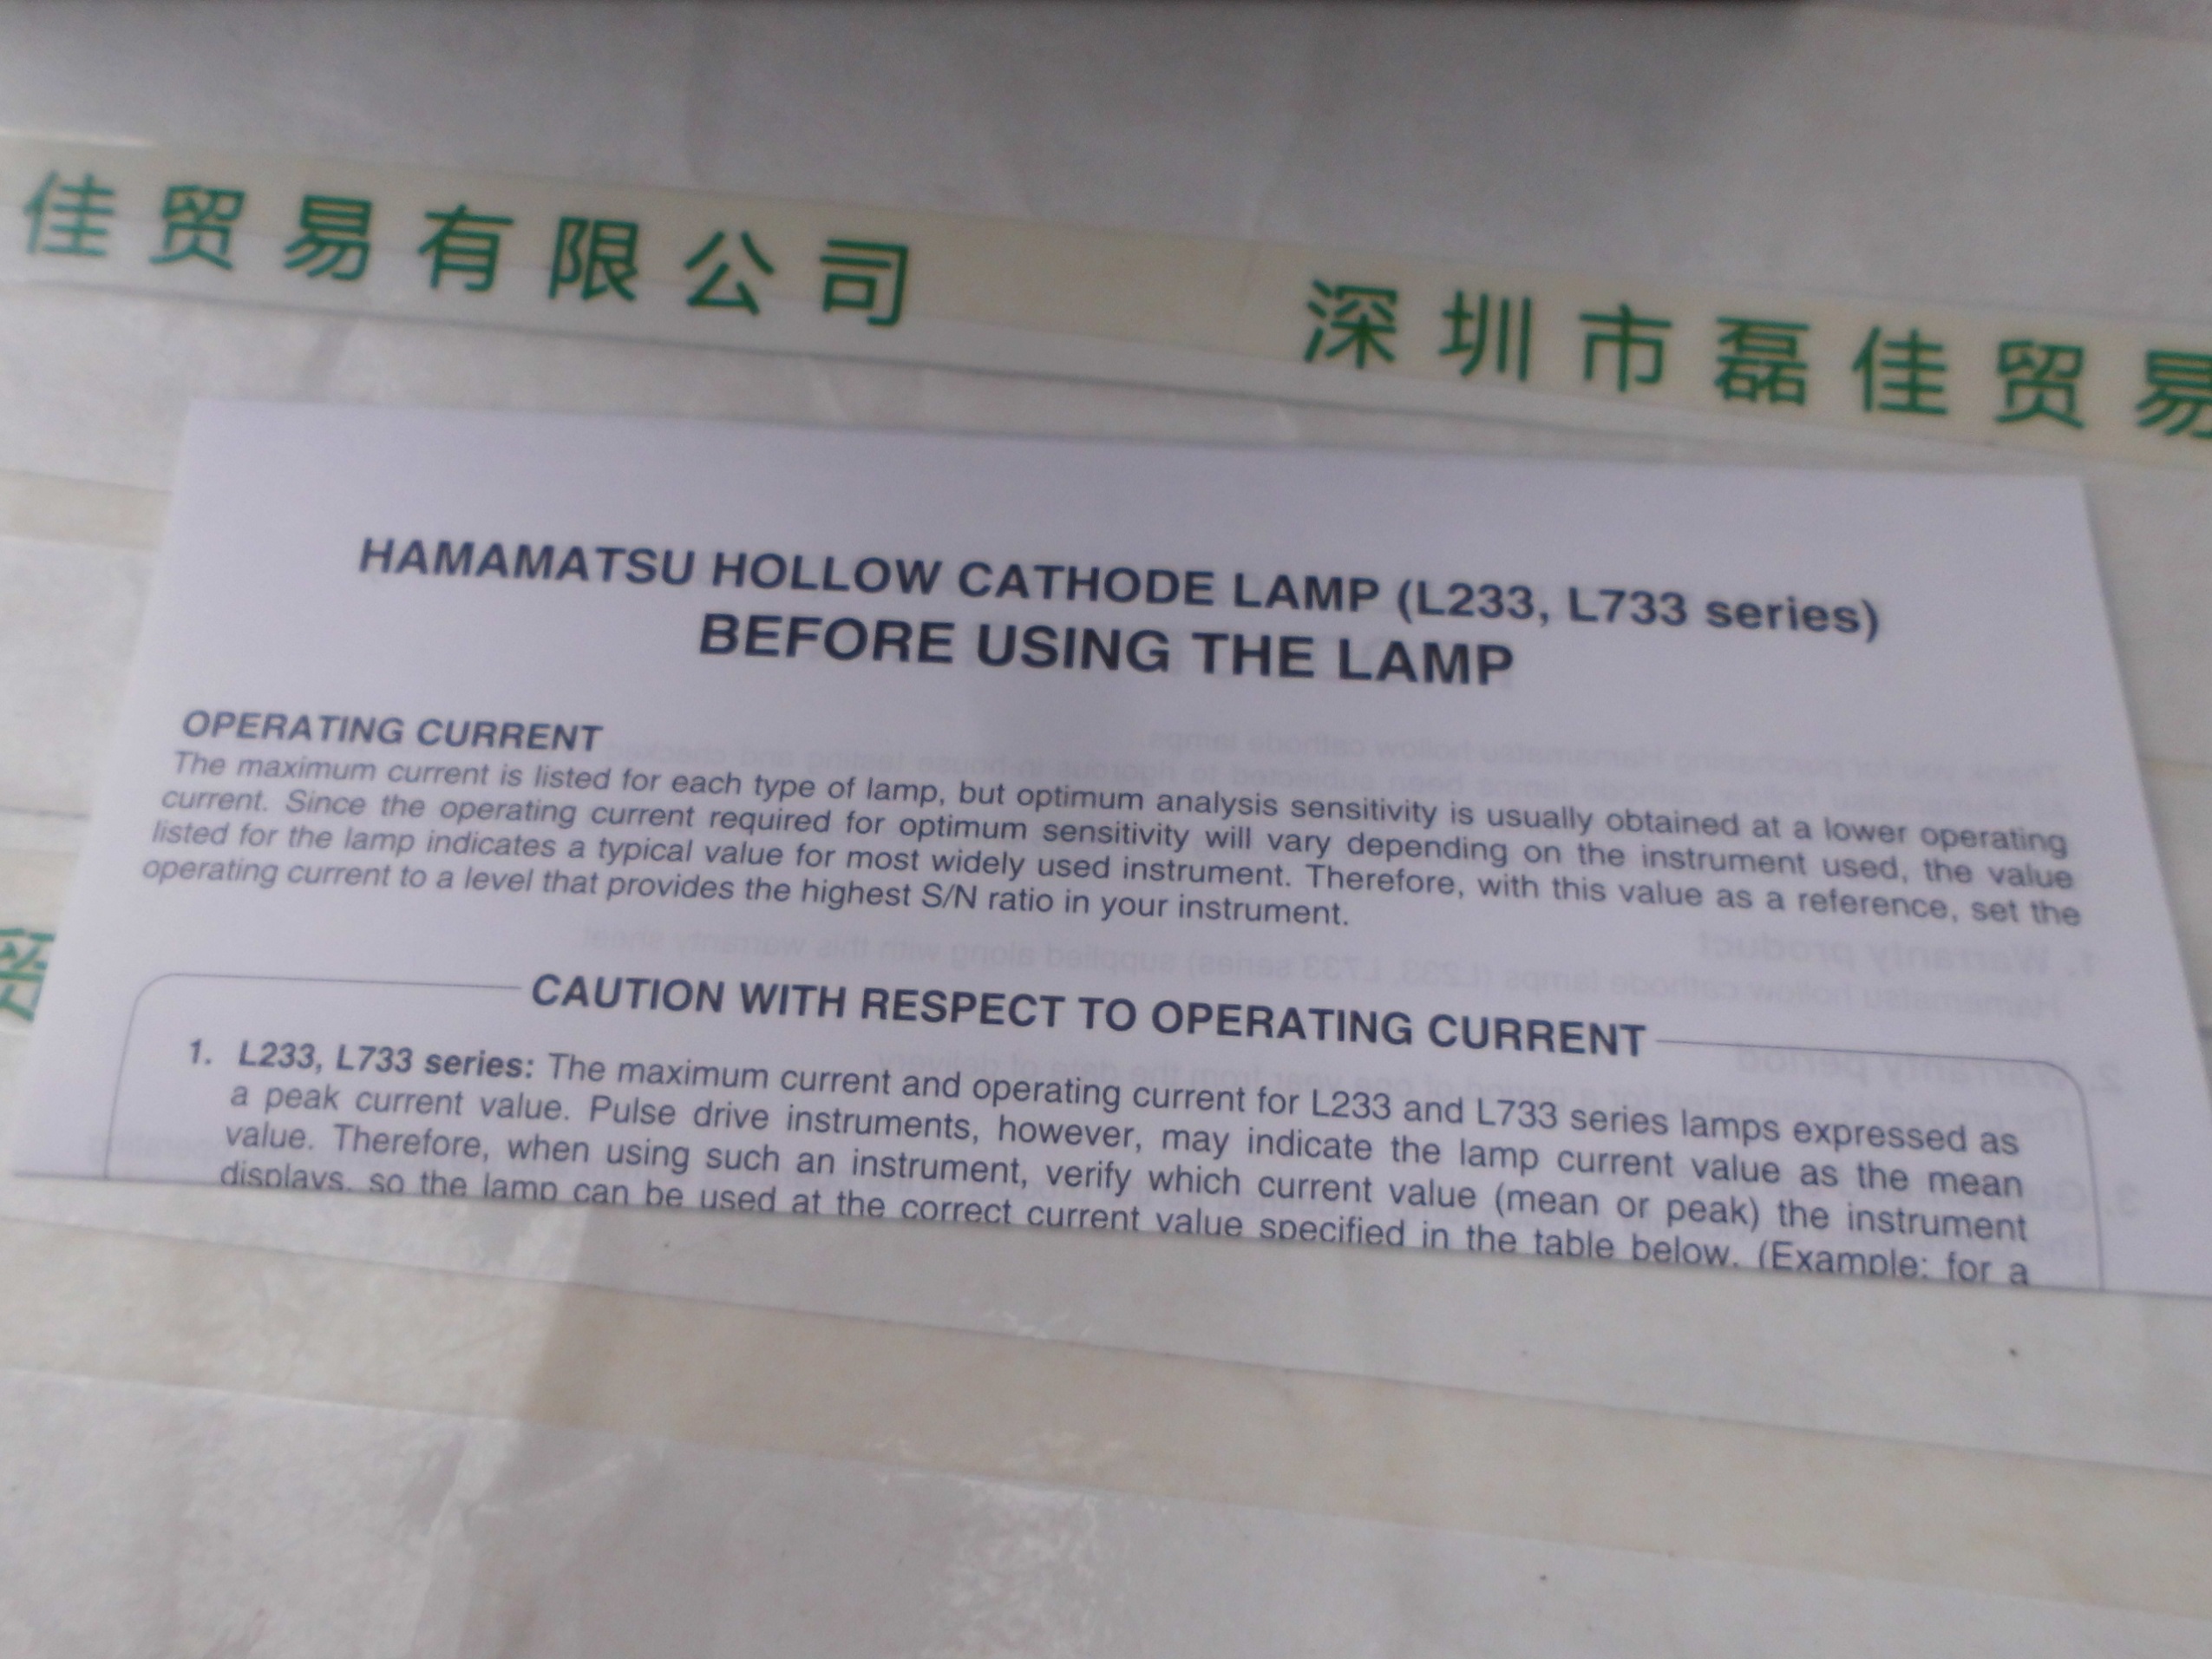 佳贸易有限公司 深圳市磊佳贸易
HAMAMATSU HOLLOW CATHODE LAMP (L233, L733 series)
BEFORE USING THE LAMP
OPERATING CURRENT
The maximum current is listed for each type of lamp, but optimum analysis sensitivity is usually obtained at a lower operating
current. Since the operating current required for optimum sensitivity will vary depending on the instrument used, the value
listed for the lamp indicates a typical value for most widely used instrument. Therefore, with this value as a reference, set the
operating current to a level that provides the highest S/N ratio in your instrument.
CAUTION WITH RESPECT TO OPERATING CURRENT
1. L233, L733 series: The maximum current and operating current for L233 and L733 series lamps expressed as
a peak current value. Pulse drive instruments, however, may indicate the lamp current value as the mean
value. Therefore, when using such an instrument, verify which current value (mean or peak) the instrument
displays, so the lamp can be used at the correct current value specified in the table below. (Example: for a